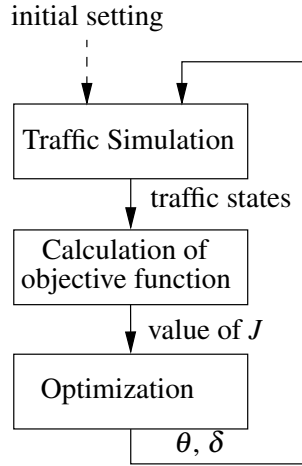 initial setting
Traffic Simulation
traffic states
Calculation of
objective function
value of J
Optimization
θ, δ